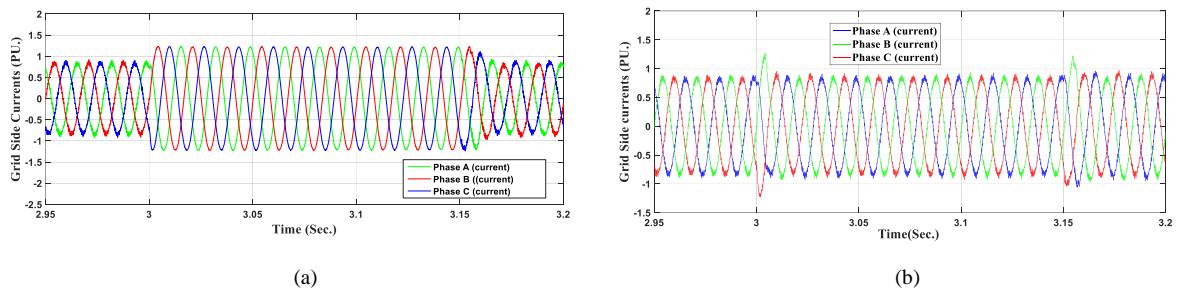 Grid Side Currents (PU.)
2
1.5
1
0.5
0
-0.5
-1
-1.5
-2
-2.5
Phase A (current)
Phase B (current)
Phase C (current)
2.95 3 3.05 3.1 3.15 3.2
Time (Sec.)
(a)
Grid Side currents (PU.)
2
1.5
1
0.5
0
-0.5
-1
-1.5
Phase A (current)
Phase B (current)
Phase C (current)
2.95 3 3.05 3.1 3.15 3.2
Time(Sec.)
(b)